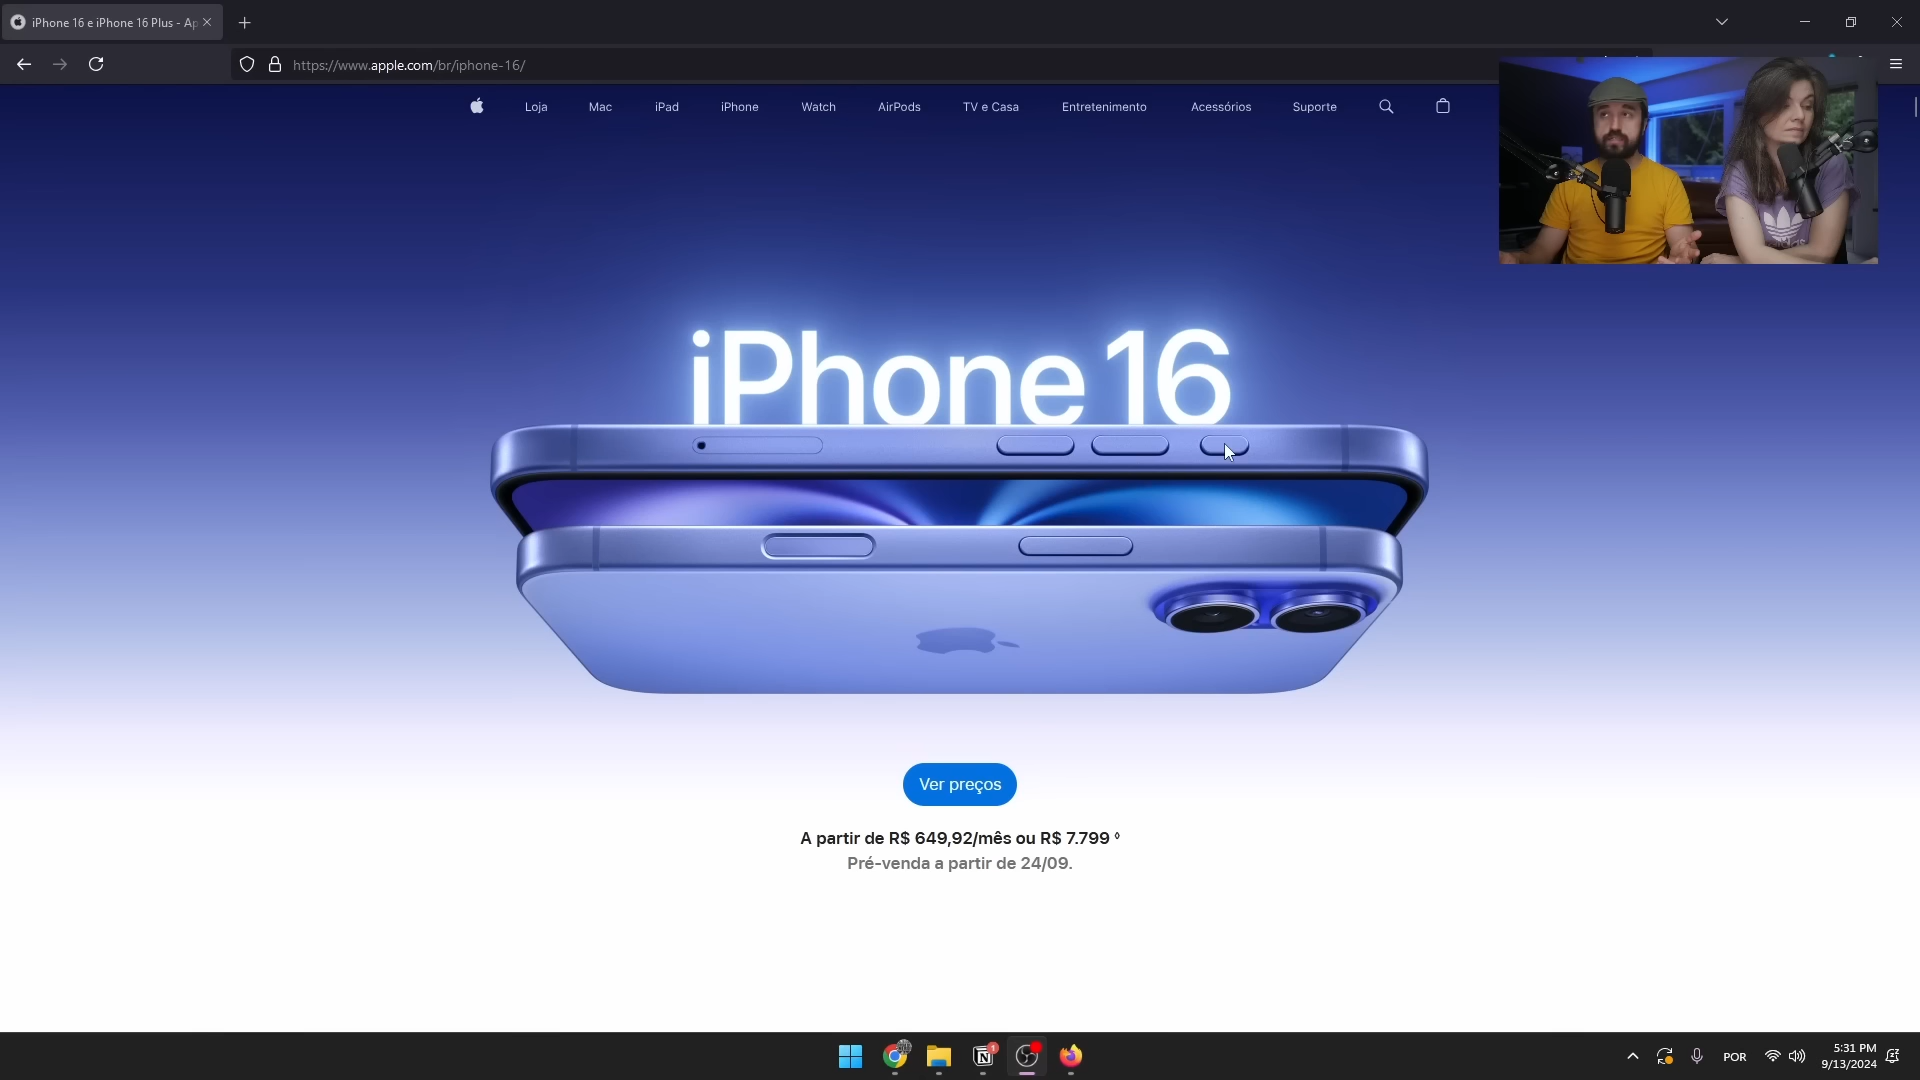 iPhone 16 e iPhone 16 Plus - Ap
https://www.apple.com/br/iphone-16/
Loja Mac iPad iPhone Watch AirPods TV e Casa Entretenimento Acessórios Suporte
adidas
iPhone 16
Ver preços
A partir de R$ 649,92/mês ou R$ 7.799 ◊
Pré-venda a partir de 24/09.
1
POR
5:31 PM
9/13/2024